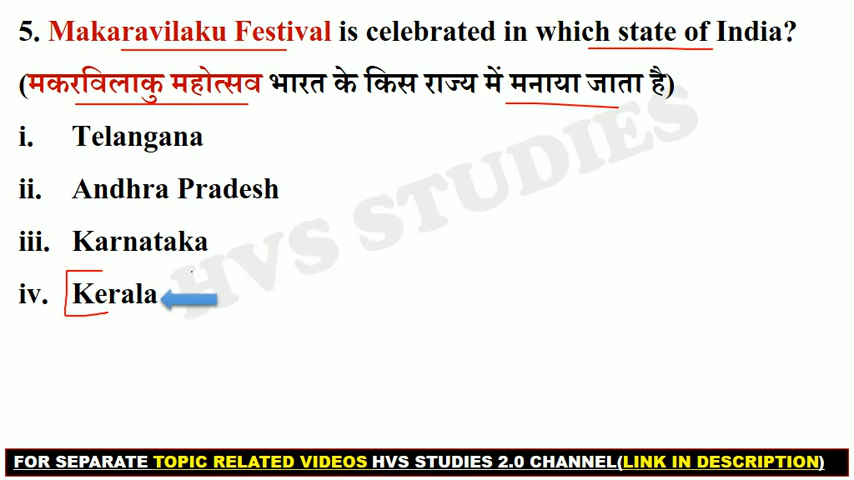 5. Makaravilaku Festival is celebrated in which state of India?
(मकरविलाकु महोत्सव भारत के किस राज्य में मनाया जाता है)
i. Telangana
ii. Andhra Pradesh
iii. Karnataka
iv. Kerala
HVS STUDIES
FOR SEPARATE TOPIC RELATED VIDEOS HVS STUDIES 2.0 CHANNEL(LINK IN DESCRIPTION)